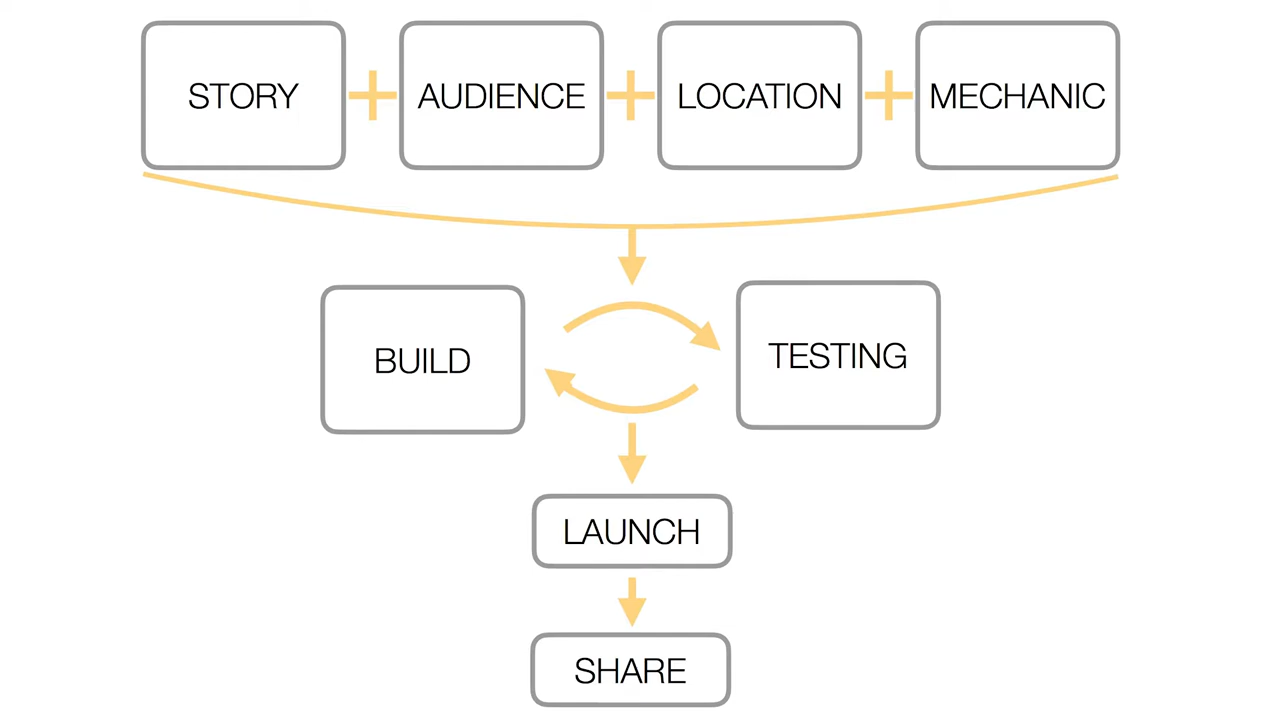 STORY
AUDIENCE
LOCATION
MECHANIC
BUILD
TESTING
LAUNCH
SHARE